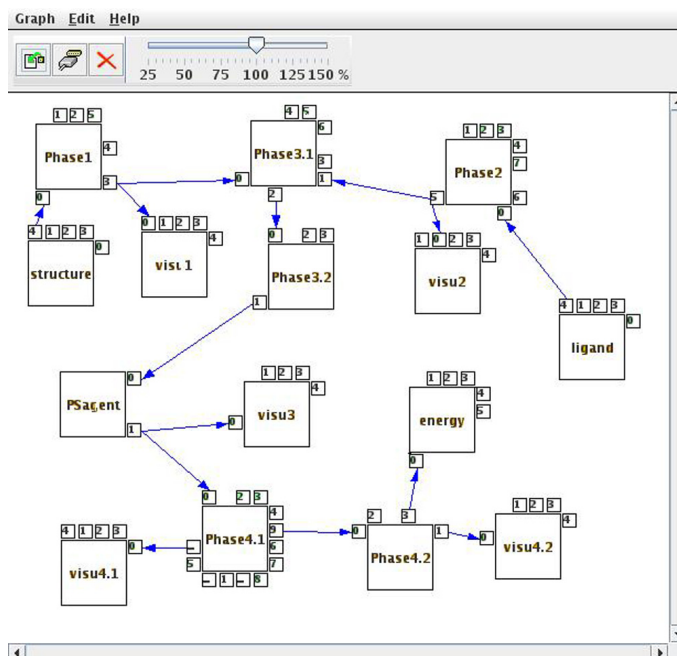 Graph Edit Help
25 50 75 100 125 150 %
1 2 5
Phase1
4
3
0
4 5
6
Phase3.1
3
0
1
2
1 2 3
4
7
Phase2
5
6
0
4 1 2 3
0
structure
0 1 2 3
4
visu1
0 2 3
Phase3.2
1
1 0 2 3
4
visu2
4 1 2 3
0
ligand
0
PSagent
1
1 2 3
4
visu3
0
1 2 3
4
5
energy
0
0 2 3
4
9
Phase4.1
6
5
7
1 8
2 3
0
1
Phase4.2
1 2 3
4
0
visu4.2
4 1 2 3
0
visu4.1